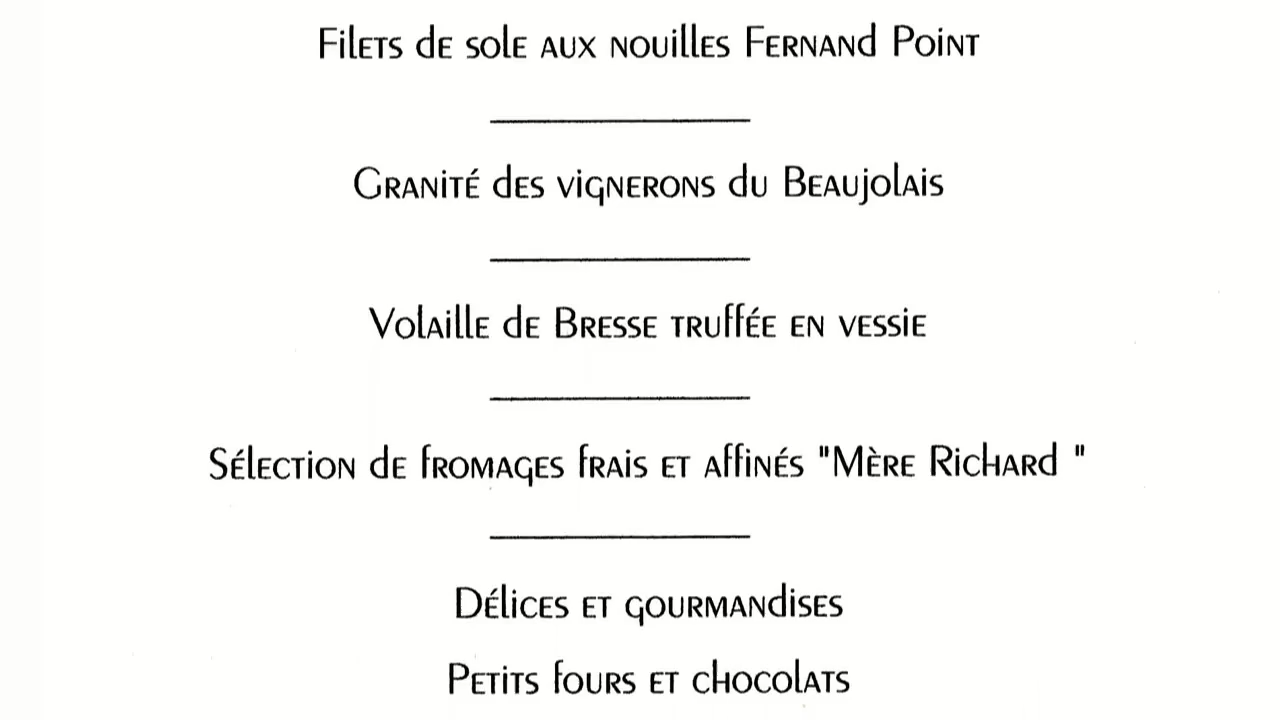 Filets de sole aux nouilles Fernand Point
Granité des vignerons du Beaujolais
Volaille de Bresse truffée en vessie
Sélection de fromages frais et affinés "Mère Richard "
Délices et gourmandises
Petits fours et chocolats